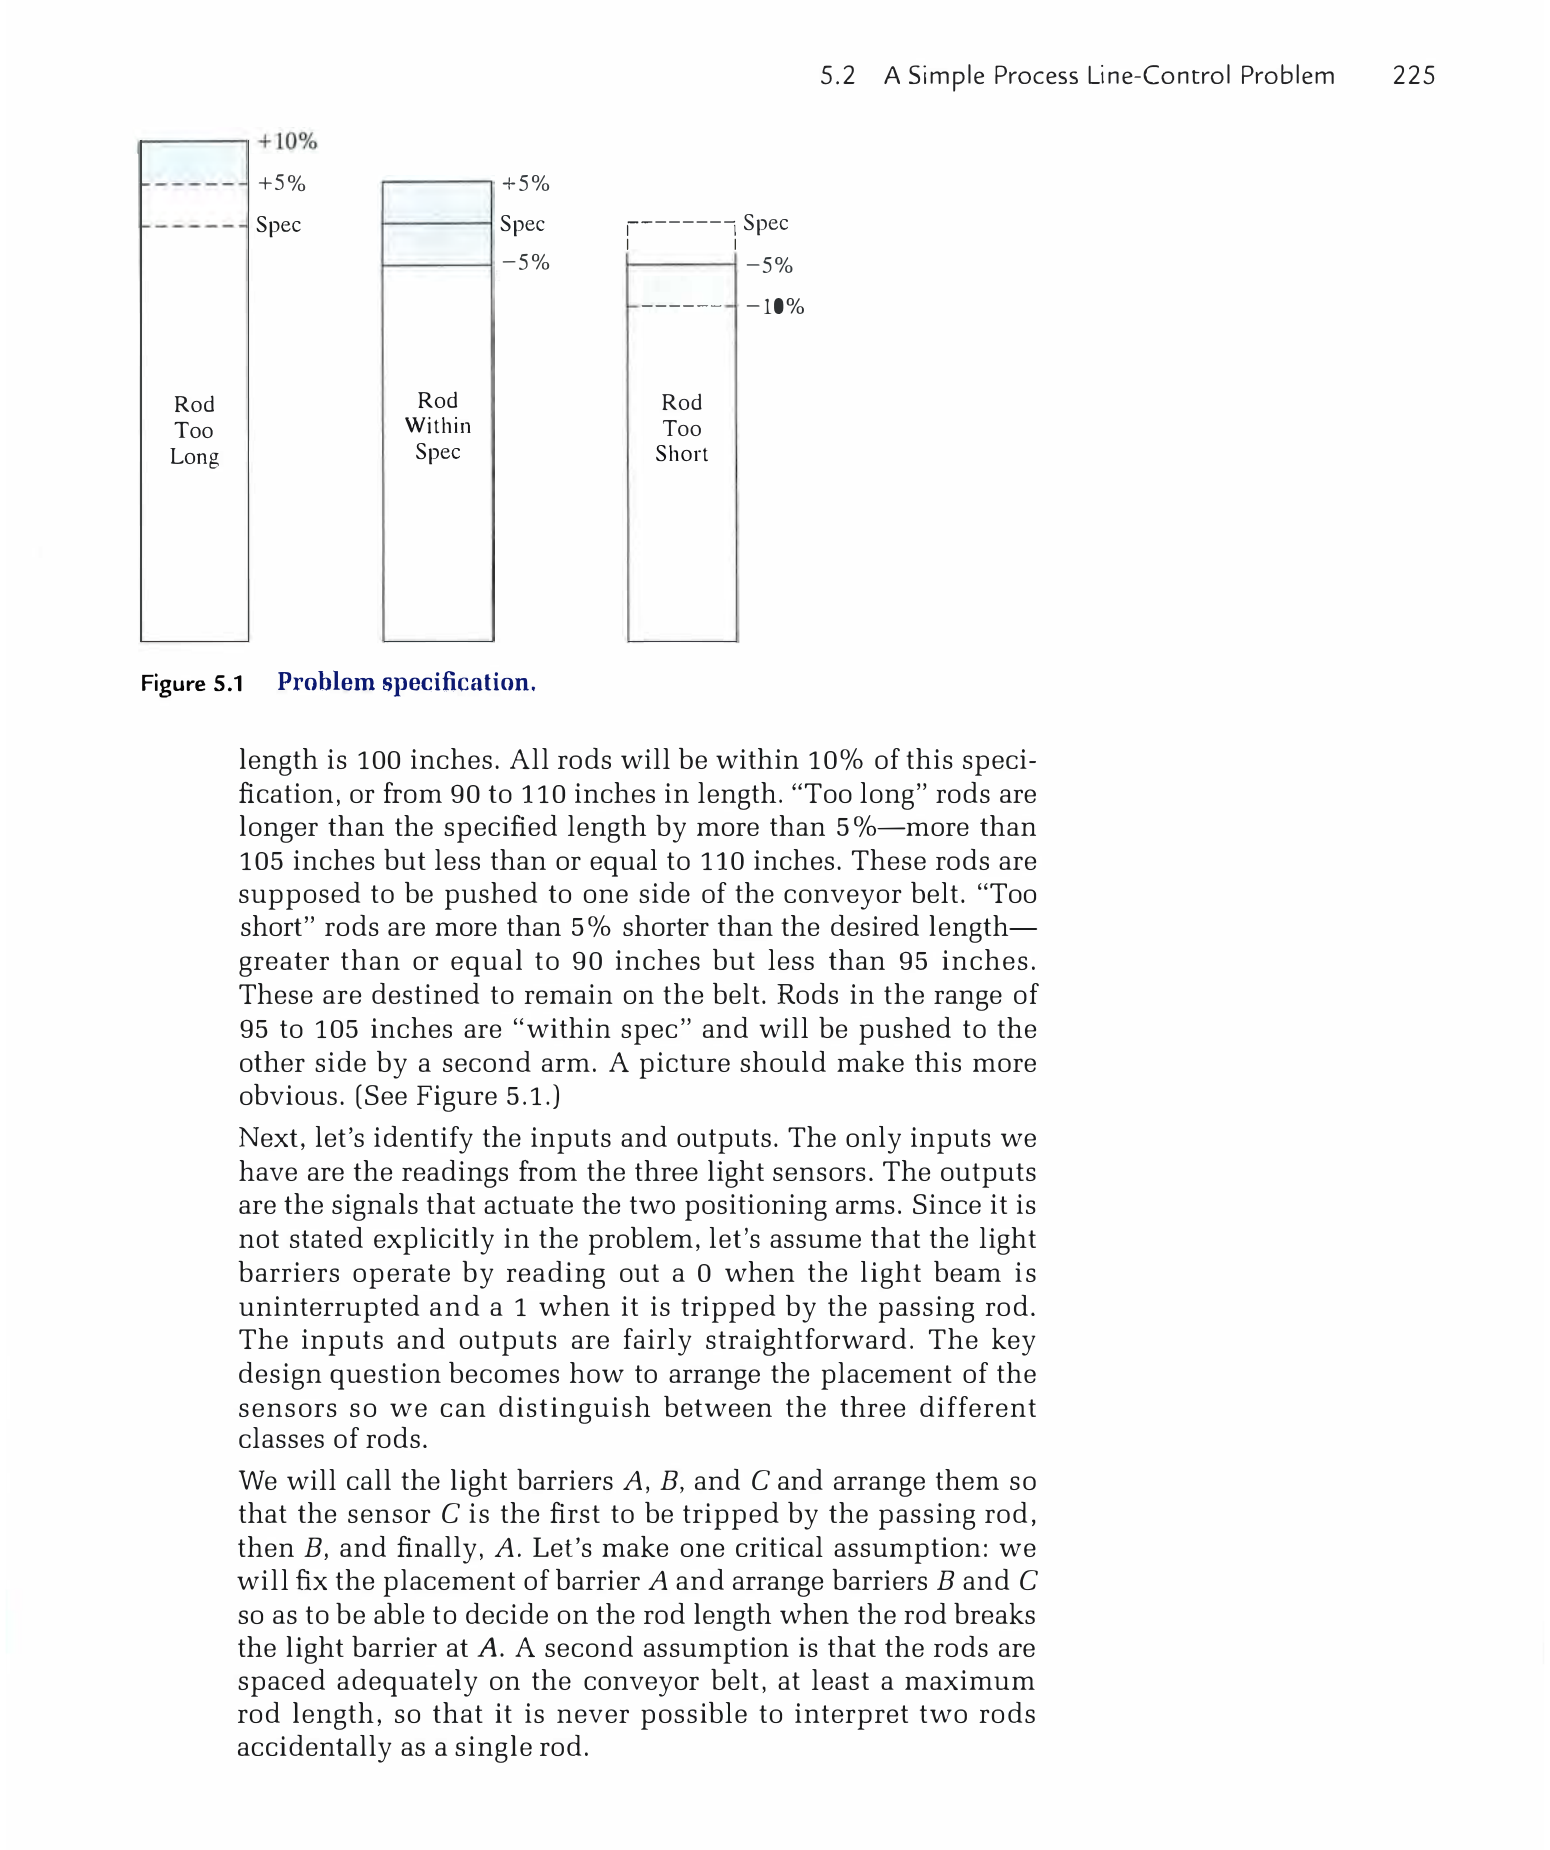 5.2 A Simple Process Line-Control Problem 225
+10%
+5%
Spec
+5%
Spec
−5%
Spec
−5%
−10%
Rod
Too
Long
Rod
Within
Spec
Rod
Too
Short
Figure 5.1 Problem specification.
length is 100 inches. All rods will be within 10% of this speci-
fication, or from 90 to 110 inches in length. “Too long” rods are
longer than the specified length by more than 5%—more than
105 inches but less than or equal to 110 inches. These rods are
supposed to be pushed to one side of the conveyor belt. “Too
short” rods are more than 5% shorter than the desired length—
greater than or equal to 90 inches but less than 95 inches.
These are destined to remain on the belt. Rods in the range of
95 to 105 inches are “within spec” and will be pushed to the
other side by a second arm. A picture should make this more
obvious. (See Figure 5.1.)
Next, let’s identify the inputs and outputs. The only inputs we
have are the readings from the three light sensors. The outputs
are the signals that actuate the two positioning arms. Since it is
not stated explicitly in the problem, let’s assume that the light
barriers operate by reading out a 0 when the light beam is
uninterrupted and a 1 when it is tripped by the passing rod.
The inputs and outputs are fairly straightforward. The key
design question becomes how to arrange the placement of the
sensors so we can distinguish between the three different
classes of rods.
We will call the light barriers A, B, and C and arrange them so
that the sensor C is the first to be tripped by the passing rod,
then B, and finally, A. Let’s make one critical assumption: we
will fix the placement of barrier A and arrange barriers B and C
so as to be able to decide on the rod length when the rod breaks
the light barrier at A. A second assumption is that the rods are
spaced adequately on the conveyor belt, at least a maximum
rod length, so that it is never possible to interpret two rods
accidentally as a single rod.